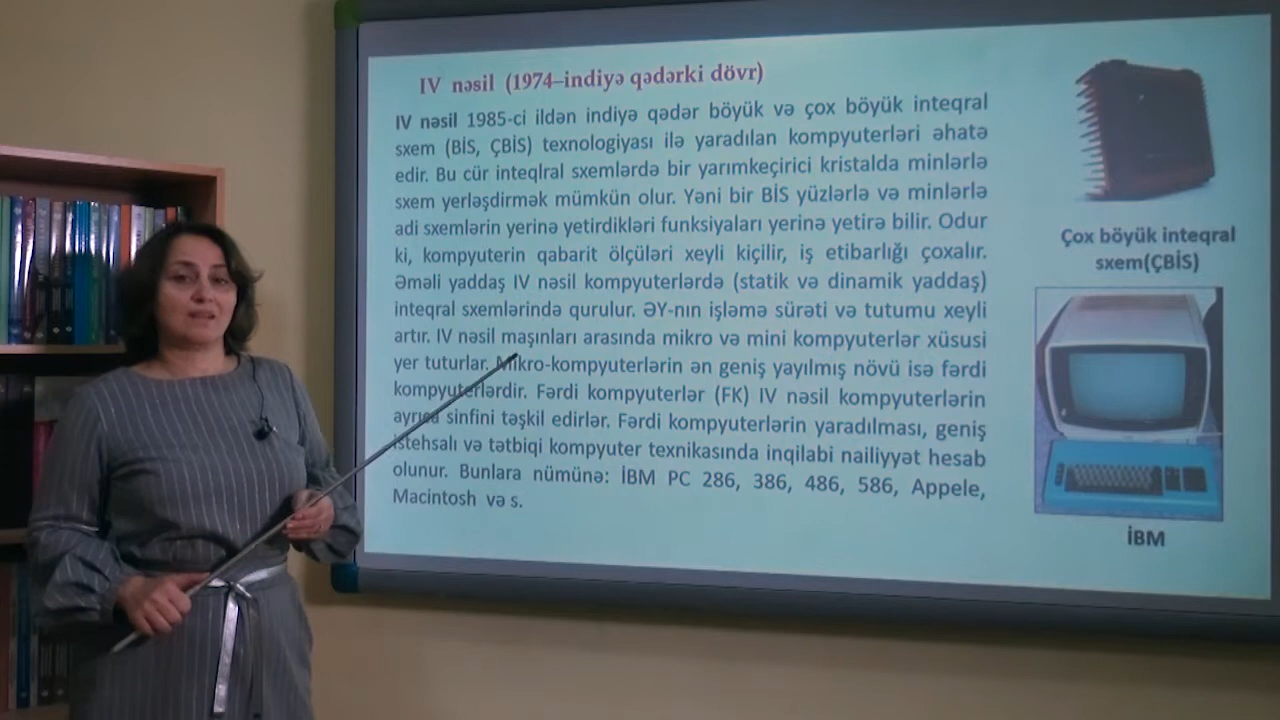 IV nəsil (1974–indiyə qədərki dövr)
IV nəsil 1985-ci ildən indiyə qədər böyük və çox böyük inteqral
sxem (BİS, ÇBİS) texnologiyası ilə yaradılan kompyuterləri əhatə
edir. Bu cür inteqlral sxemlərdə bir yarımkeçirici kristalda minlərlə
sxem yerləşdirmək mümkün olur. Yəni bir BİS yüzlərlə və minlərlə
adi sxemlərin yerinə yetirdikləri funksiyaları yerinə yetirə bilir. Odur
ki, kompyuterin qabarit ölçüləri xeyli kiçilir, iş etibarlığı çoxalır.
Əməli yaddaş IV nəsil kompyuterlərdə (statik və dinamik yaddaş)
inteqral sxemlərində qurulur. ƏY-nın işləmə sürəti və tutumu xeyli
artır. IV nəsil maşınları arasında mikro və mini kompyuterlər xüsusi
yer tuturlar. Mikro-kompyuterlərin ən geniş yayılmış növü isə fərdi
kompyuterlərdir. Fərdi kompyuterlər (FK) IV nəsil kompyuterlərin
ayrıca sinfini təşkil edirlər. Fərdi kompyuterlərin yaradılması, geniş
istehsalı və tətbiqi kompyuter texnikasında inqilabi nailiyyət hesab
olunur. Bunlara nümünə: İBM PC 286, 386, 486, 586, Appele,
Macintosh və s.
Çox böyük inteqral
sxem(ÇBİS)
İBM